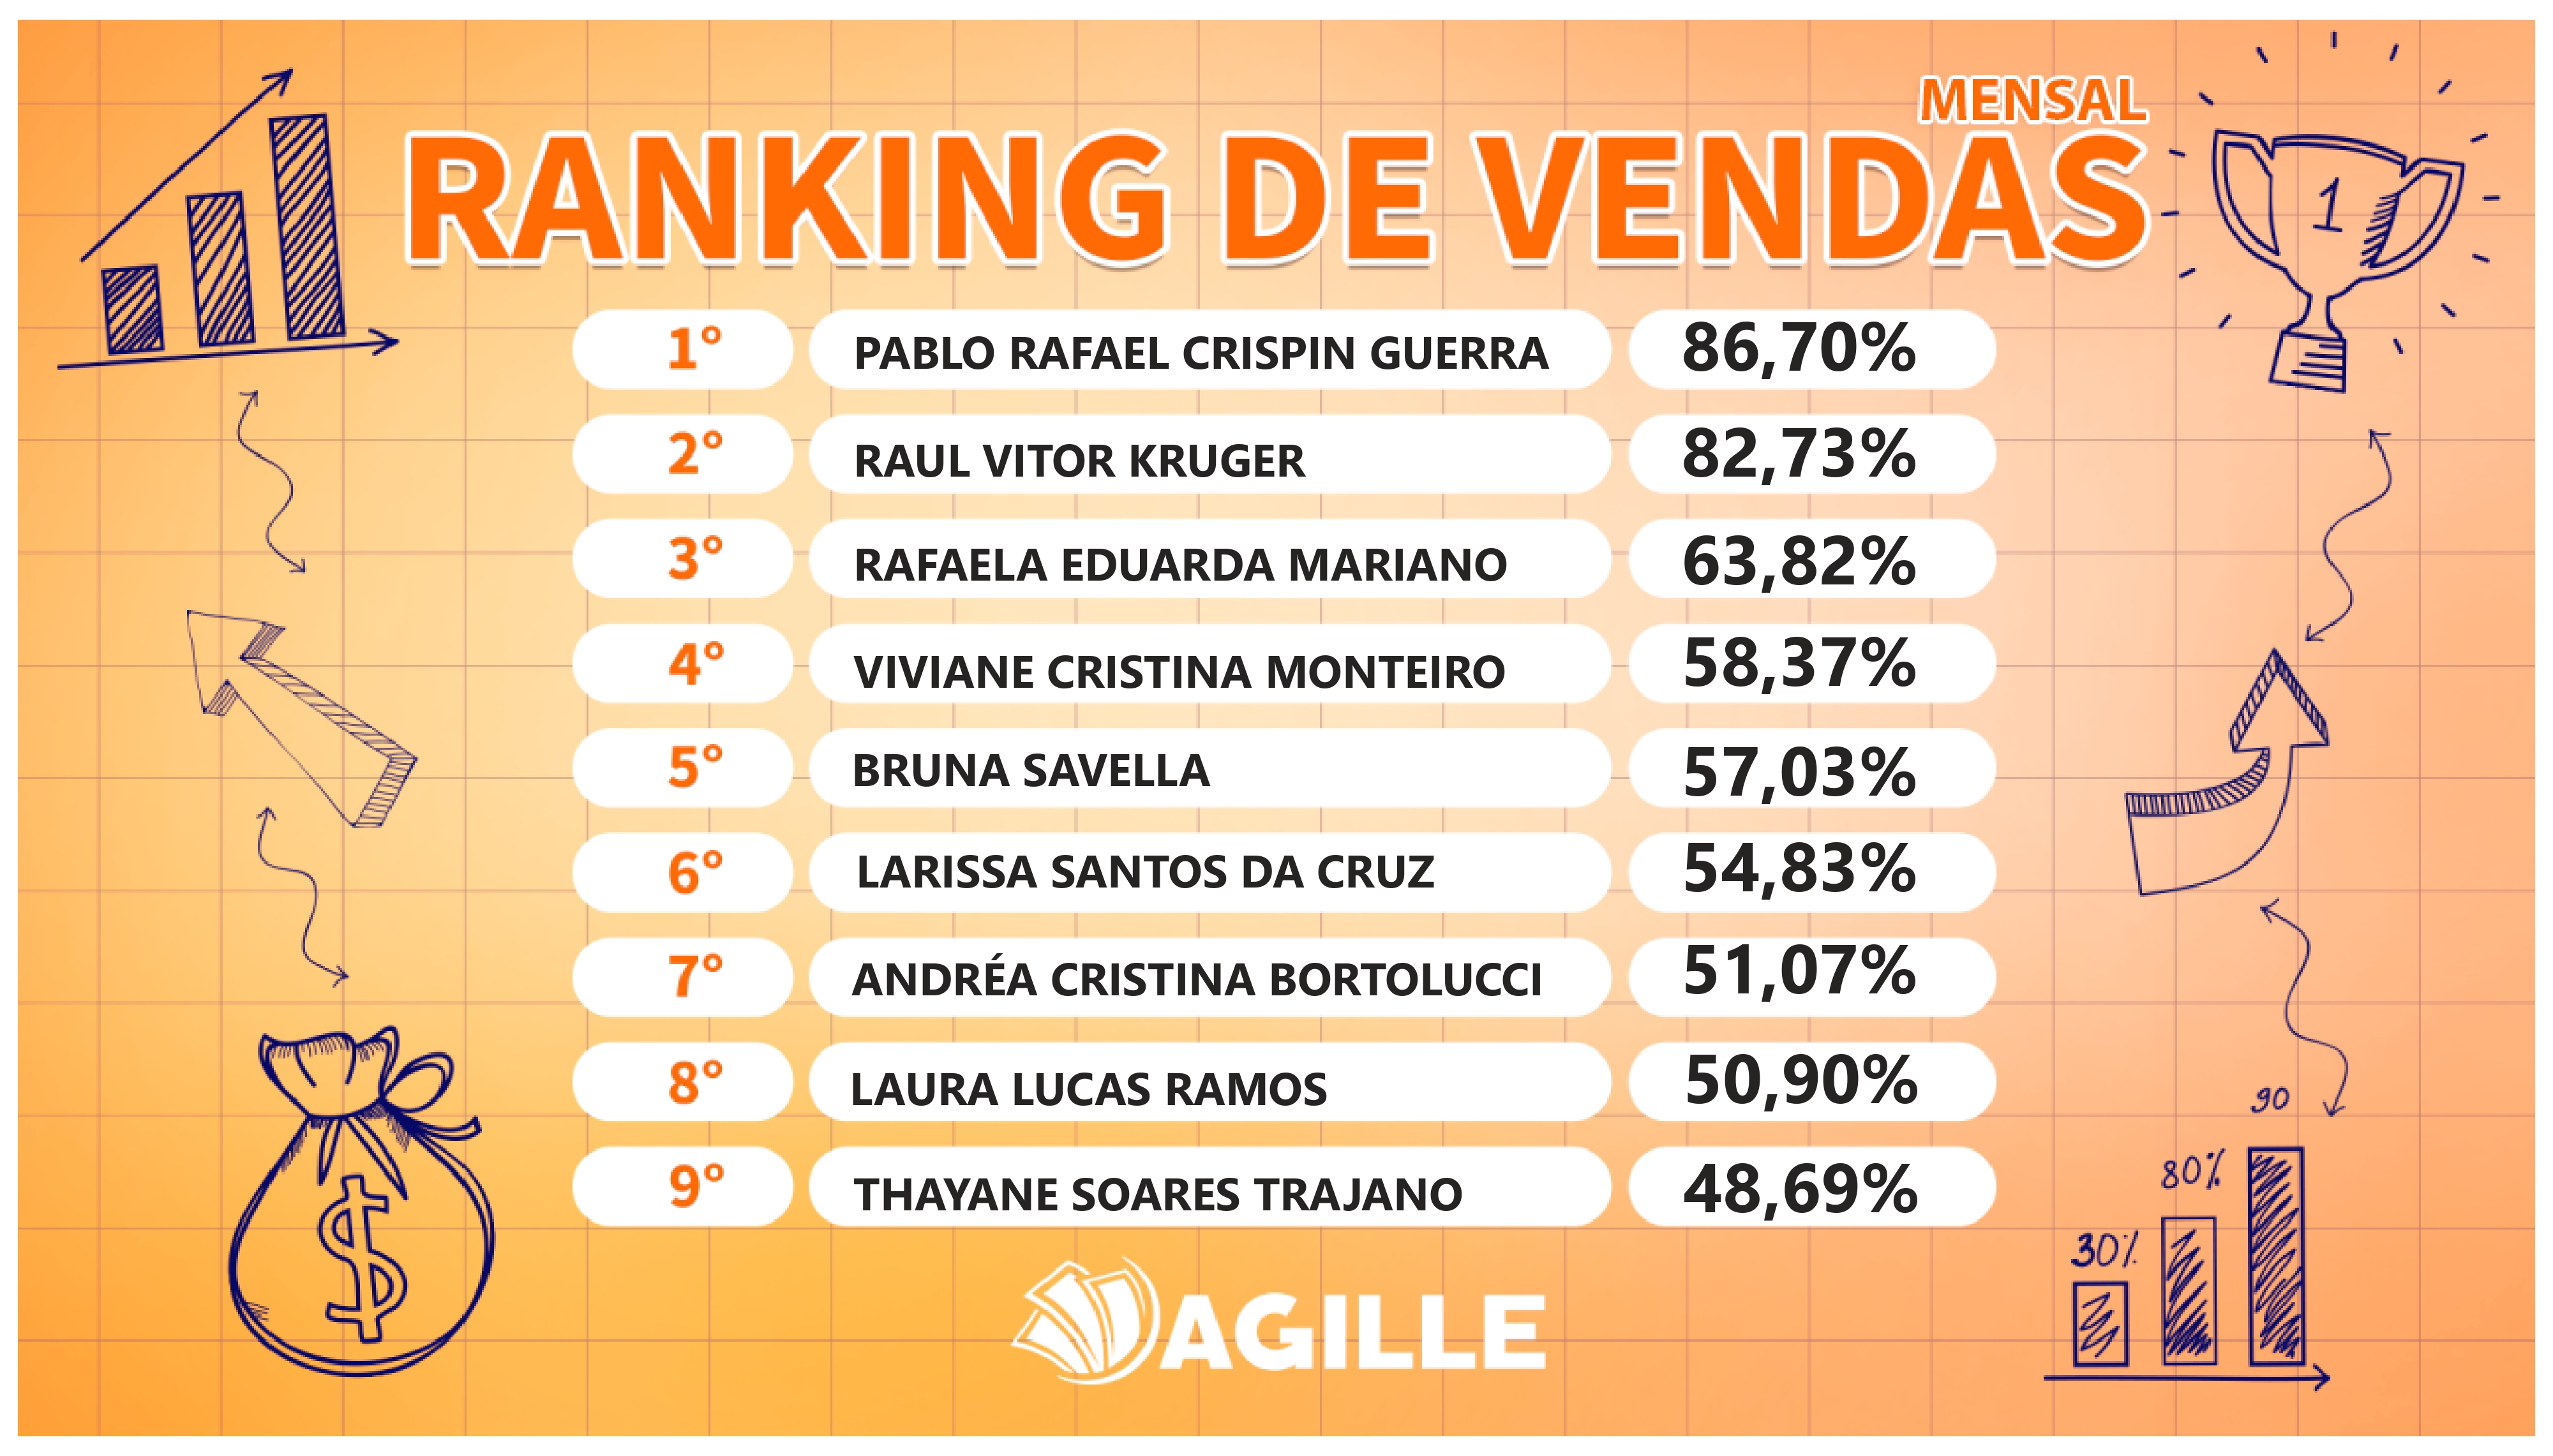 MENSAL
RANKING DE VENDAS
1
1° PABLO RAFAEL CRISPIN GUERRA 86,70%
2° RAUL VITOR KRUGER 82,73%
3° RAFAELA EDUARDA MARIANO 63,82%
4° VIVIANE CRISTINA MONTEIRO 58,37%
5° BRUNA SAVELLA 57,03%
6° LARISSA SANTOS DA CRUZ 54,83%
7° ANDRÉA CRISTINA BORTOLUCCI 51,07%
8° LAURA LUCAS RAMOS 50,90%
9° THAYANE SOARES TRAJANO 48,69%
$
30% 80% 90
AGILLE